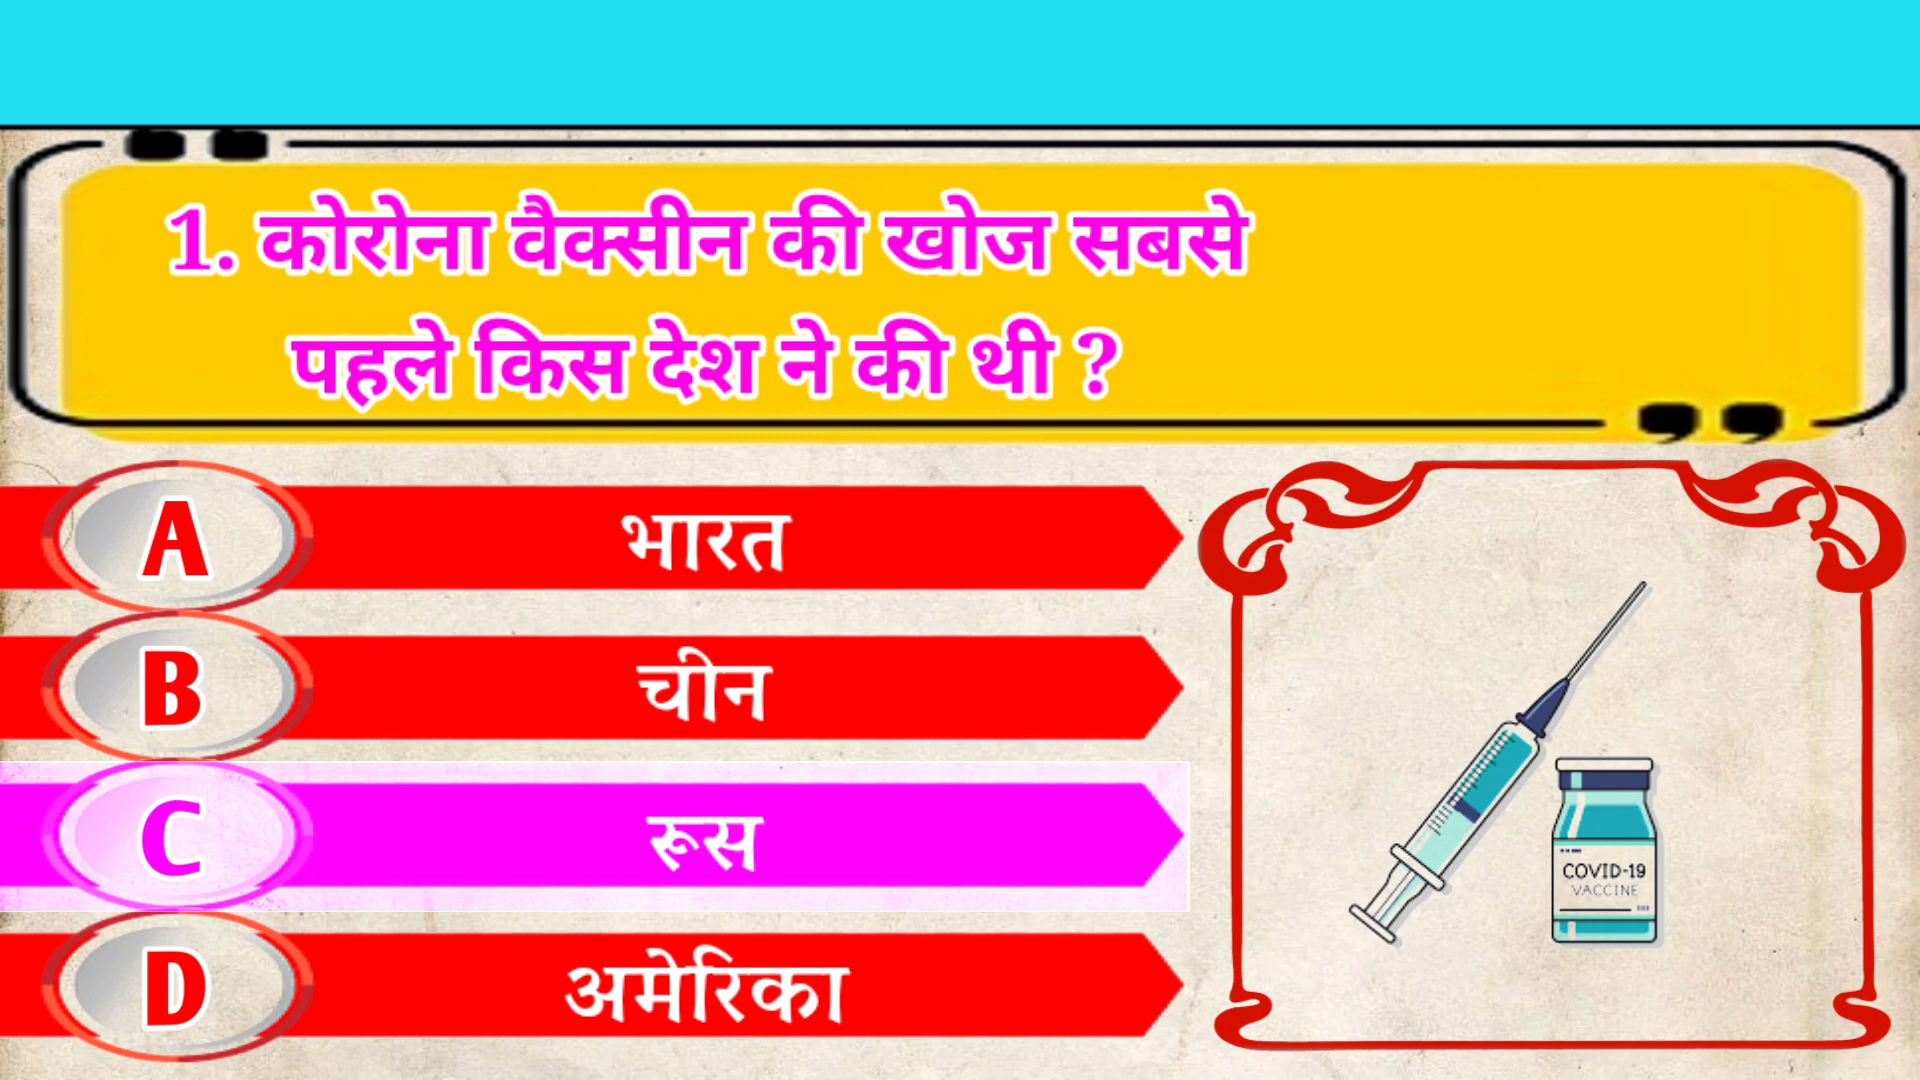 1. कोरोना वैक्सीन की खोज सबसे
पहले किस देश ने की थी ?
A भारत
B चीन
C रूस
D अमेरिका
COVID-19
VACCINE